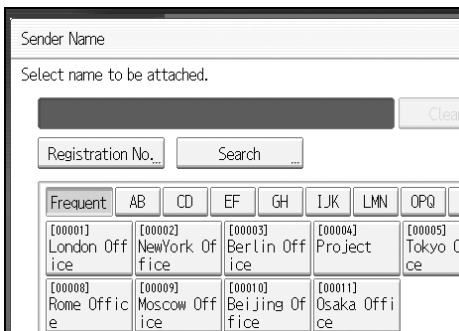 Sender Name
Select name to be attached.
Clea
Registration No.
Search
Frequent AB CD EF GH IJK LMN OPQ
[00001] [00002] [00003] [00004] [00005]
London Off NewYork Of Berlin Off Project Tokyo
ice fice ice ce
[00008] [00009] [00010] [00011]
Rome Offic Moscow Off Beijing Of Osaka Offi
e ice fice ce